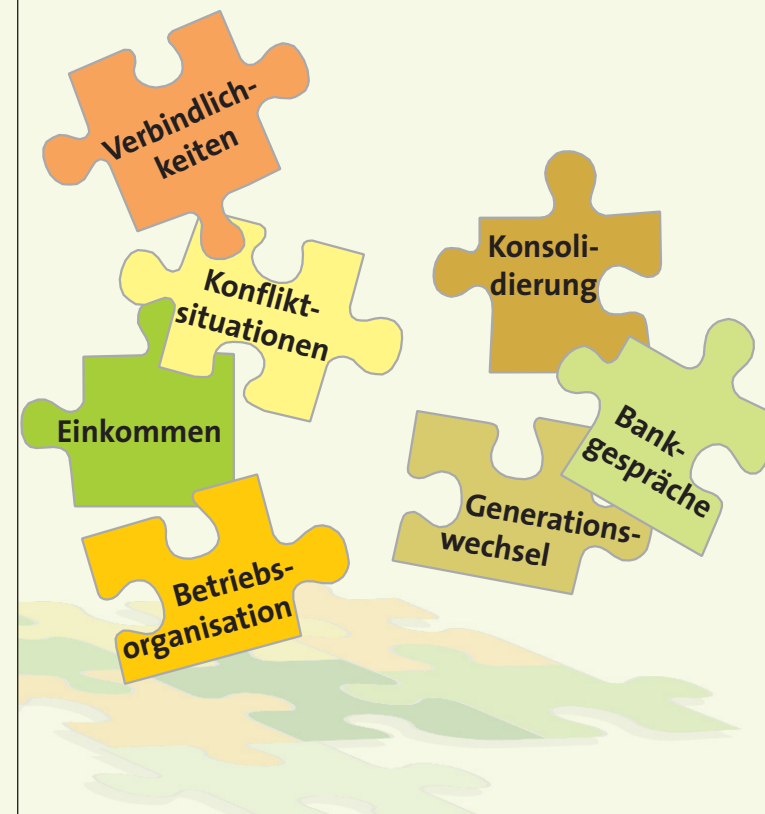 Verbindlich-
keiten
Konflikt-
situationen
Einkommen
Betriebs-
organisation
Konsoli-
dierung
Bank-
gespräche
Generations-
wechsel